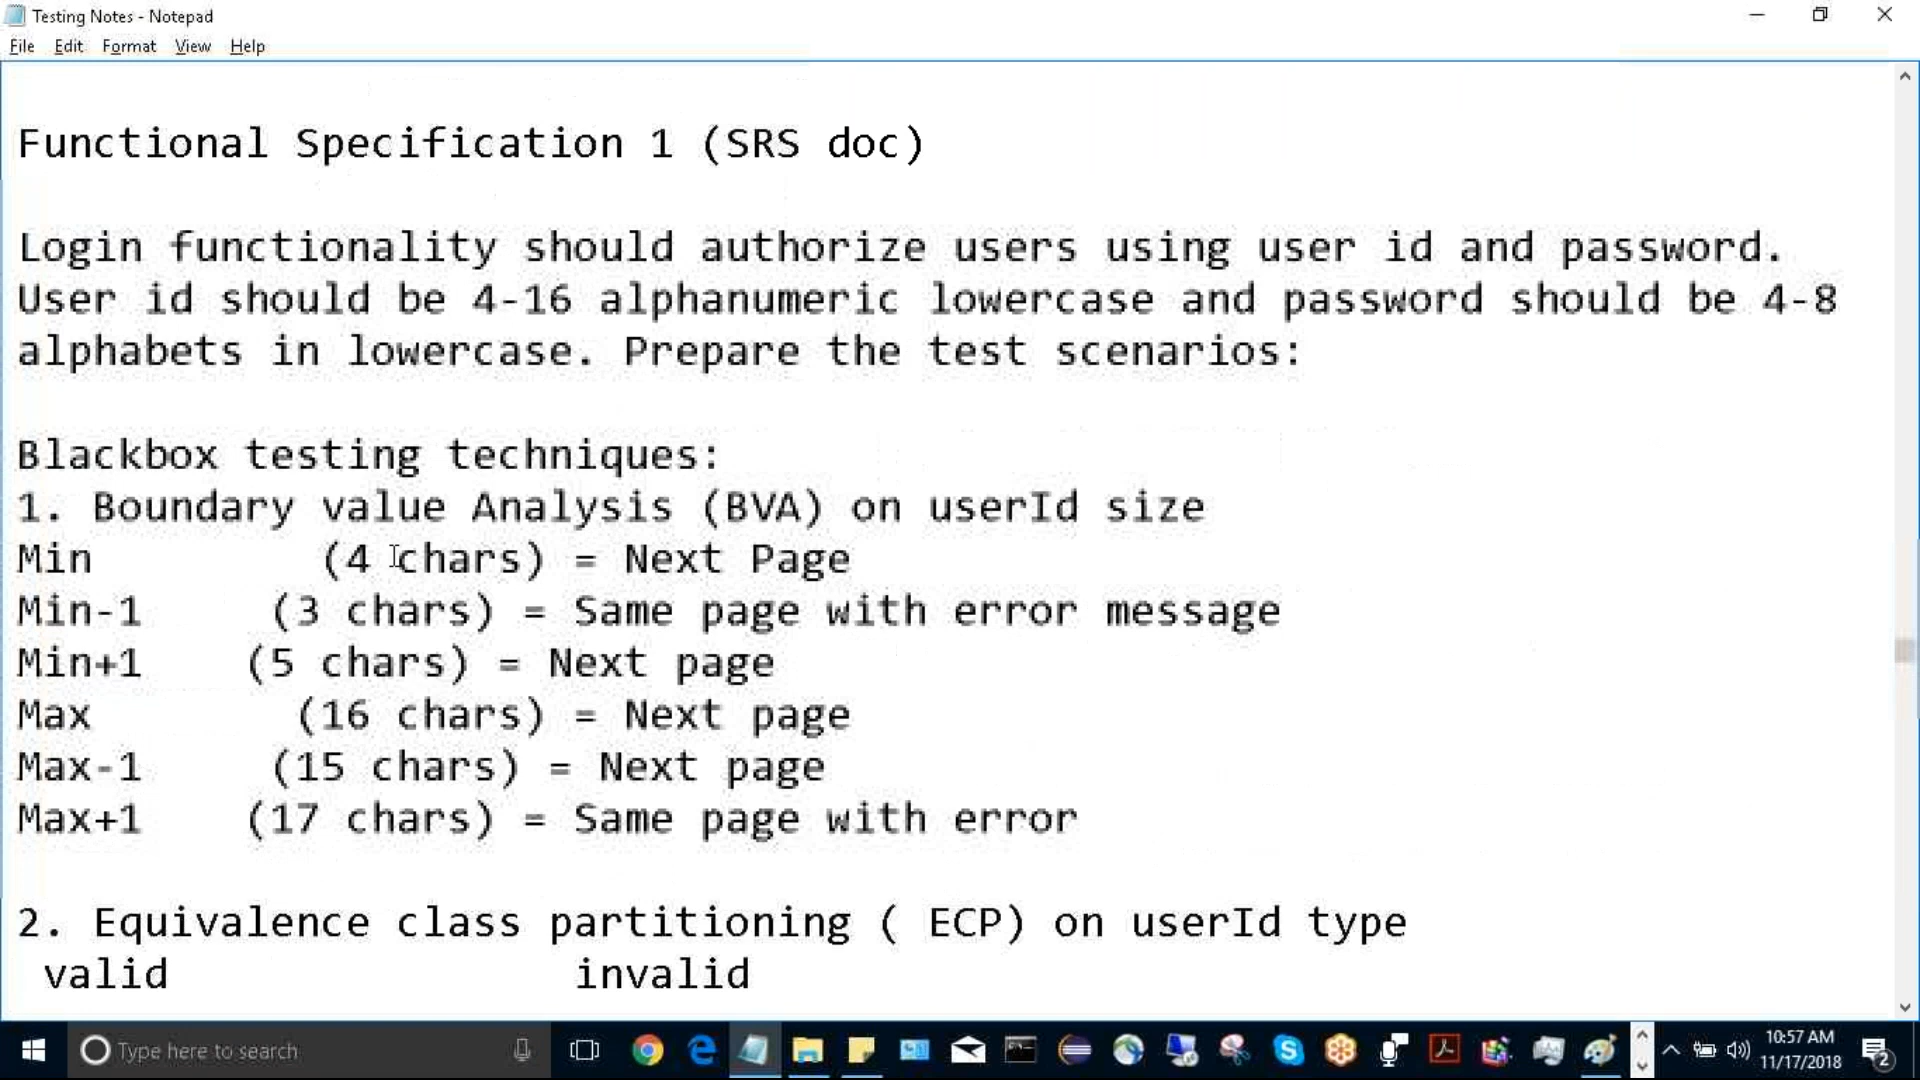 Testing Notes - Notepad
File Edit Format View Help
Functional Specification 1 (SRS doc)
Login functionality should authorize users using user id and password.
User id should be 4-16 alphanumeric lowercase and password should be 4-8
alphabets in lowercase. Prepare the test scenarios:
Blackbox testing techniques:
1. Boundary value Analysis (BVA) on userId size
Min (4 chars) = Next Page
Min-1 (3 chars) = Same page with error message
Min+1 (5 chars) = Next page
Max (16 chars) = Next page
Max-1 (15 chars) = Next page
Max+1 (17 chars) = Same page with error
2. Equivalence class partitioning ( ECP) on userId type
valid invalid
Type here to search
10:57 AM
11/17/2018
2